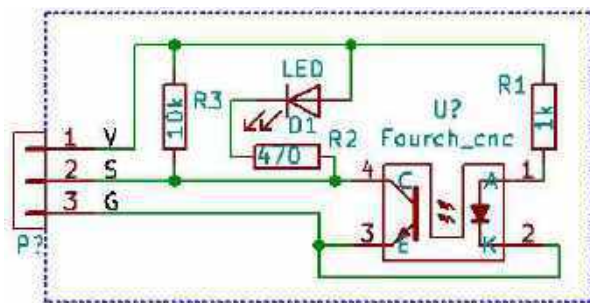 LED
D1
R3
10k
R2
470
R1
1k
U?
Fourch_cnc
1 V
2 S
3 G
P?
4 C
3 E
A 1
K 2